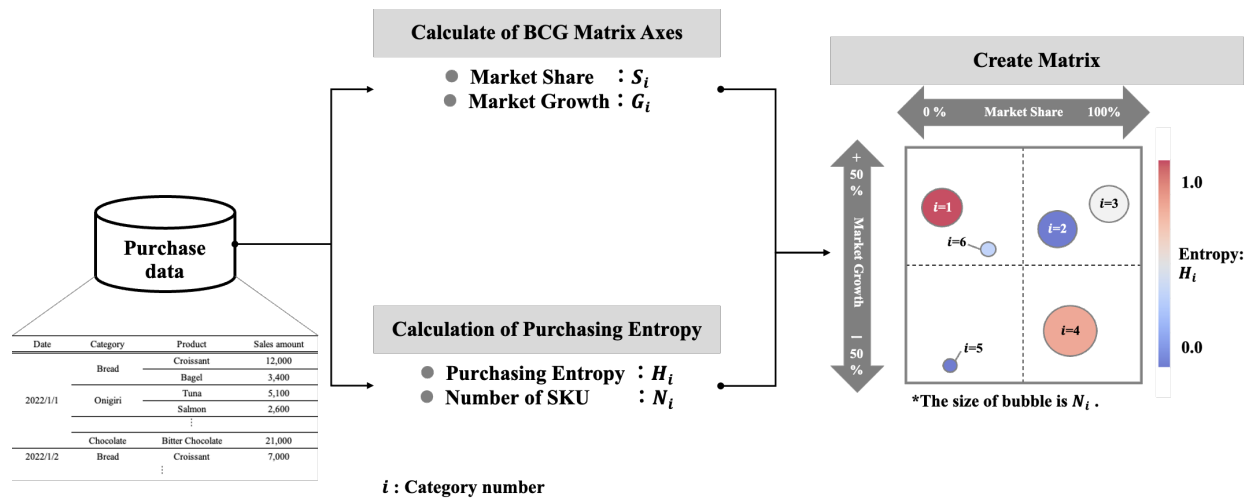 Calculate of BCG Matrix Axes
Market Share : Sᵢ
Market Growth : Gᵢ
Purchase
data
Date Category Product Sales amount
2022/1/1 Bread Croissant 12,000
Bagel 3,400
Onigiri Tuna 5,100
Salmon 2,600
⋮
Chocolate Bitter Chocolate 21,000
2022/1/2 Bread Croissant 7,000
⋮
Calculation of Purchasing Entropy
Purchasing Entropy : Hᵢ
Number of SKU : Nᵢ
i : Category number
Create Matrix
0 % Market Share 100%
+
50
%
Market Growth
−
50
%
i=1
i=2
i=3
i=6
i=4
i=5
1.0
Entropy:
Hᵢ
0.0
*The size of bubble is Nᵢ .